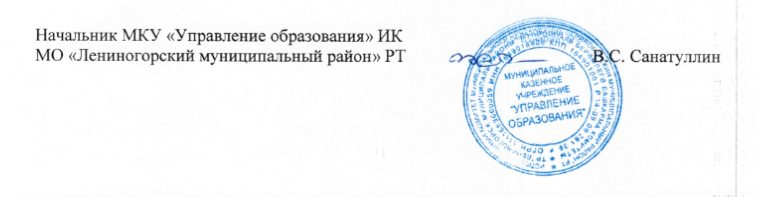 Начальник МКУ «Управление образования» ИК
МО «Лениногорский муниципальный район» РТ
В.С. Санатуллин
МУНИЦИПАЛЬНОЕ
КАЗЕННОЕ
УЧРЕЖДЕНИЕ
"УПРАВЛЕНИЕ
ОБРАЗОВАНИЯ"